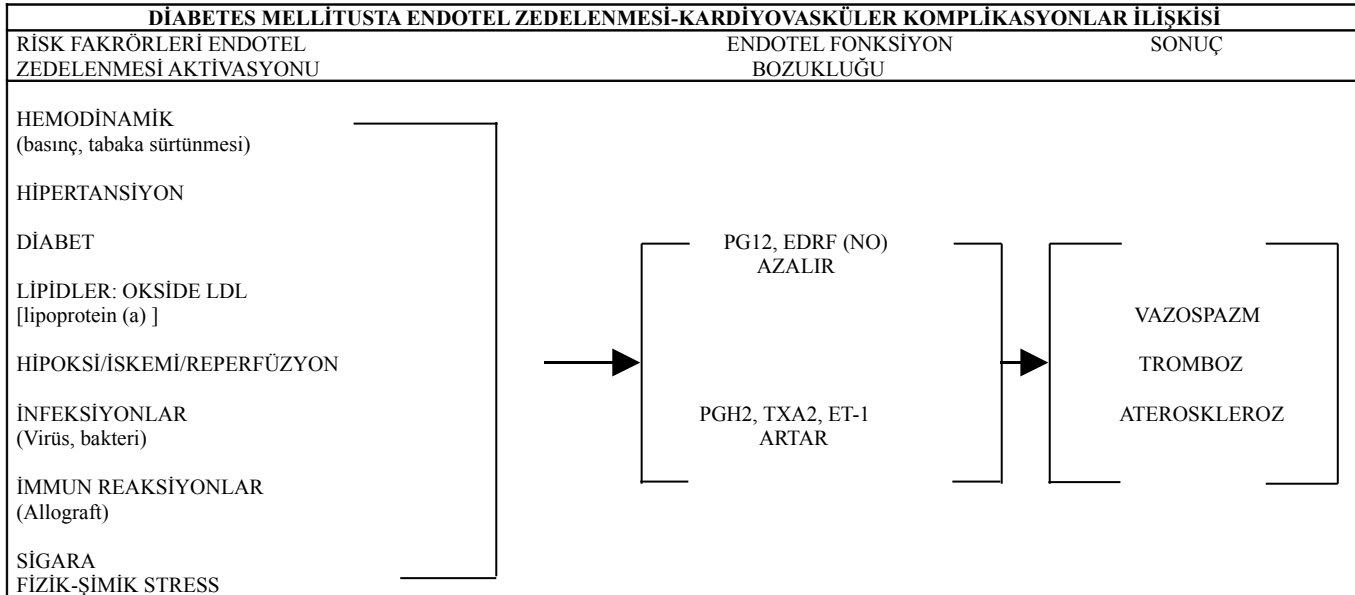 DİABETES MELLİTUSTA ENDOTEL ZEDELENMESİ-KARDİYOVASKÜLER KOMPLİKASYONLAR İLİŞKİSİ
RİSK FAKRÖRLERİ ENDOTEL
ZEDELENMESİ AKTİVASYONU
ENDOTEL FONKSİYON
BOZUKLUĞU
SONUÇ
HEMODİNAMİK
(basınç, tabaka sürtünmesi)
HİPERTANSİYON
DİABET
LİPİDLER: OKSİDE LDL
[lipoprotein (a) ]
HİPOKSİ/İSKEMİ/REPERFÜZYON
İNFEKSİYONLAR
(Virüs, bakteri)
İMMUN REAKSİYONLAR
(Allograft)
SİGARA
FİZİK-ŞİMİK STRESS
PG12, EDRF (NO)
AZALIR
PGH2, TXA2, ET-1
ARTAR
VAZOSPAZM
TROMBOZ
ATEROSKLEROZ